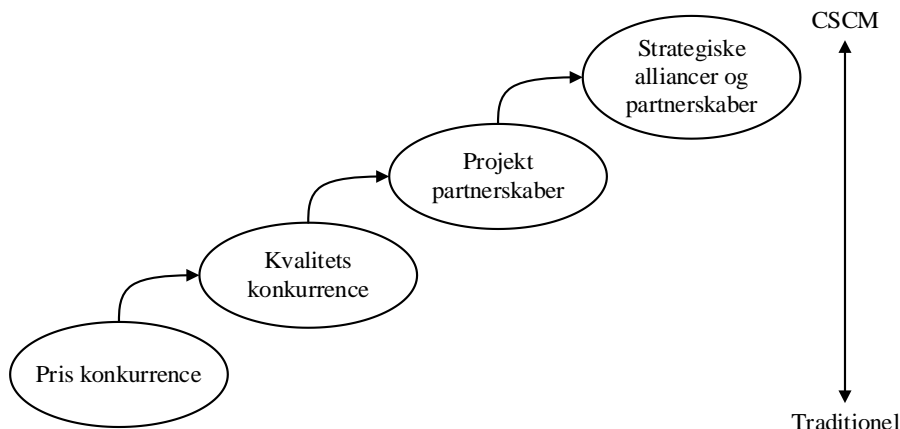 CSCM
Strategiske
alliancer og
partnerskaber
Projekt
partnerskaber
Kvalitets
konkurrence
Pris konkurrence
Traditionel